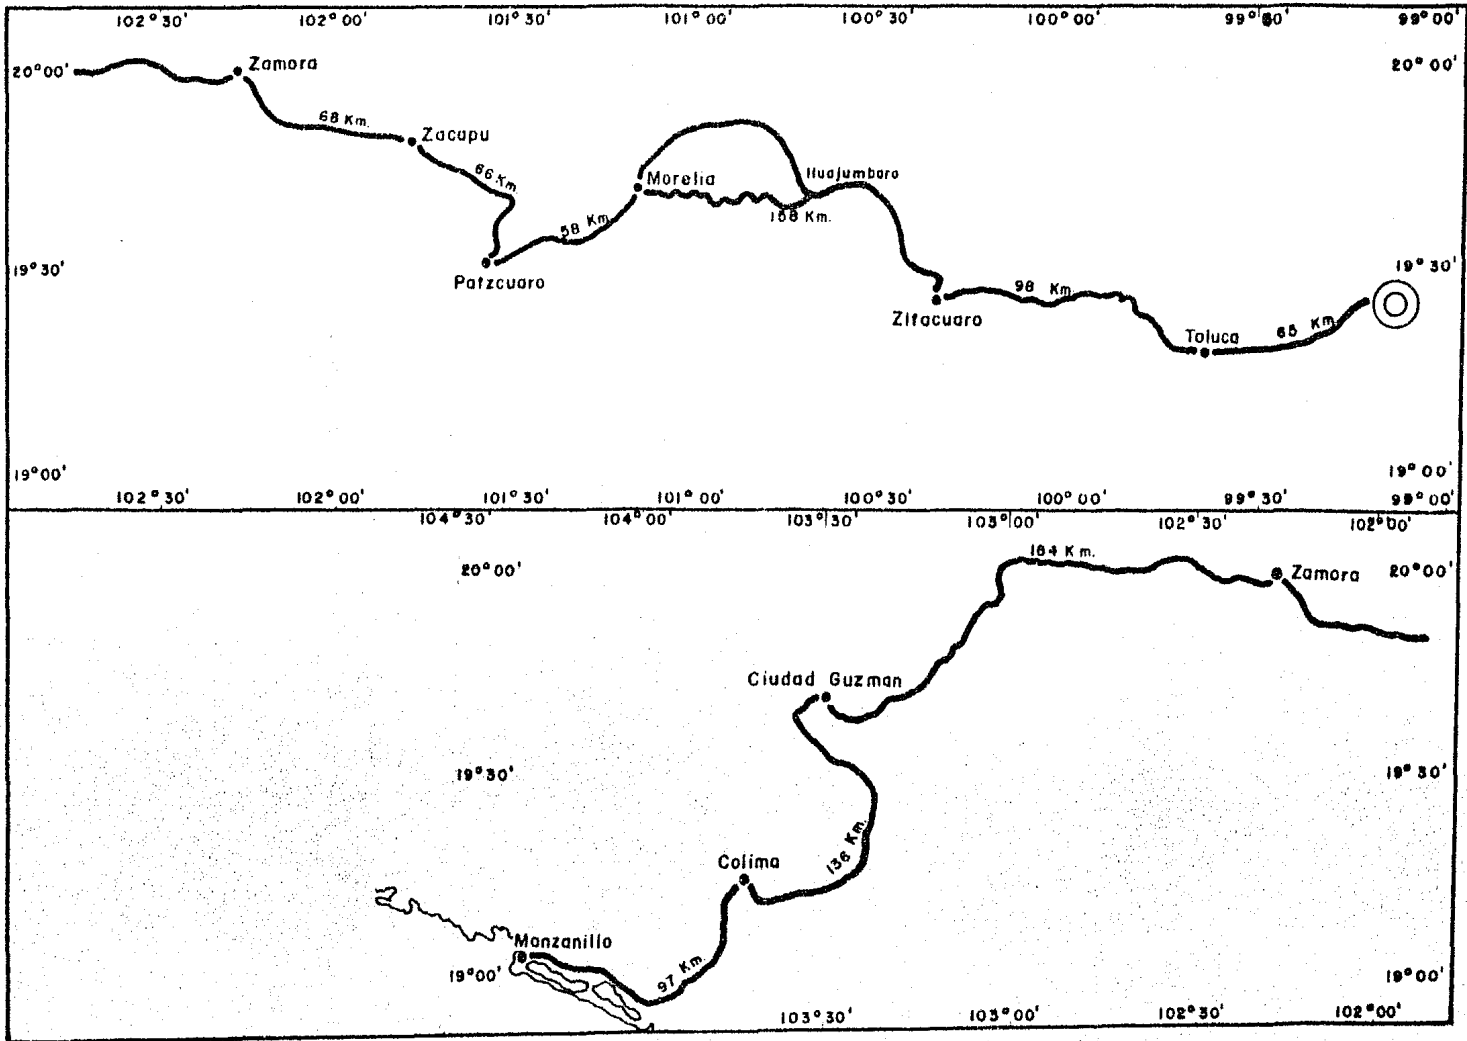 102°30' 102°00' 101°30' 101°00' 100°30' 100°00' 99°30' 99°00'
20°00' Zamora 20°00'
68 Km. Zacapu
66 Km.
Morelia Huajumbaro
158 Km.
58 Km.
19°30' Patzcuaro 19°30'
98 Km.
Zitacuaro
Toluca 65 Km.
19°00' 19°00'
102°30' 102°00' 101°30' 101°00' 100°30' 100°00' 99°30' 99°00'
104°30' 104°00' 103°30' 103°00' 102°30' 102°00'
184 Km.
20°00' Zamora 20°00'
Ciudad Guzman
19°30' 19°30'
136 Km.
Colima
Manzanillo
19°00' 97 Km. 19°00'
103°30' 103°00' 102°30' 102°00'